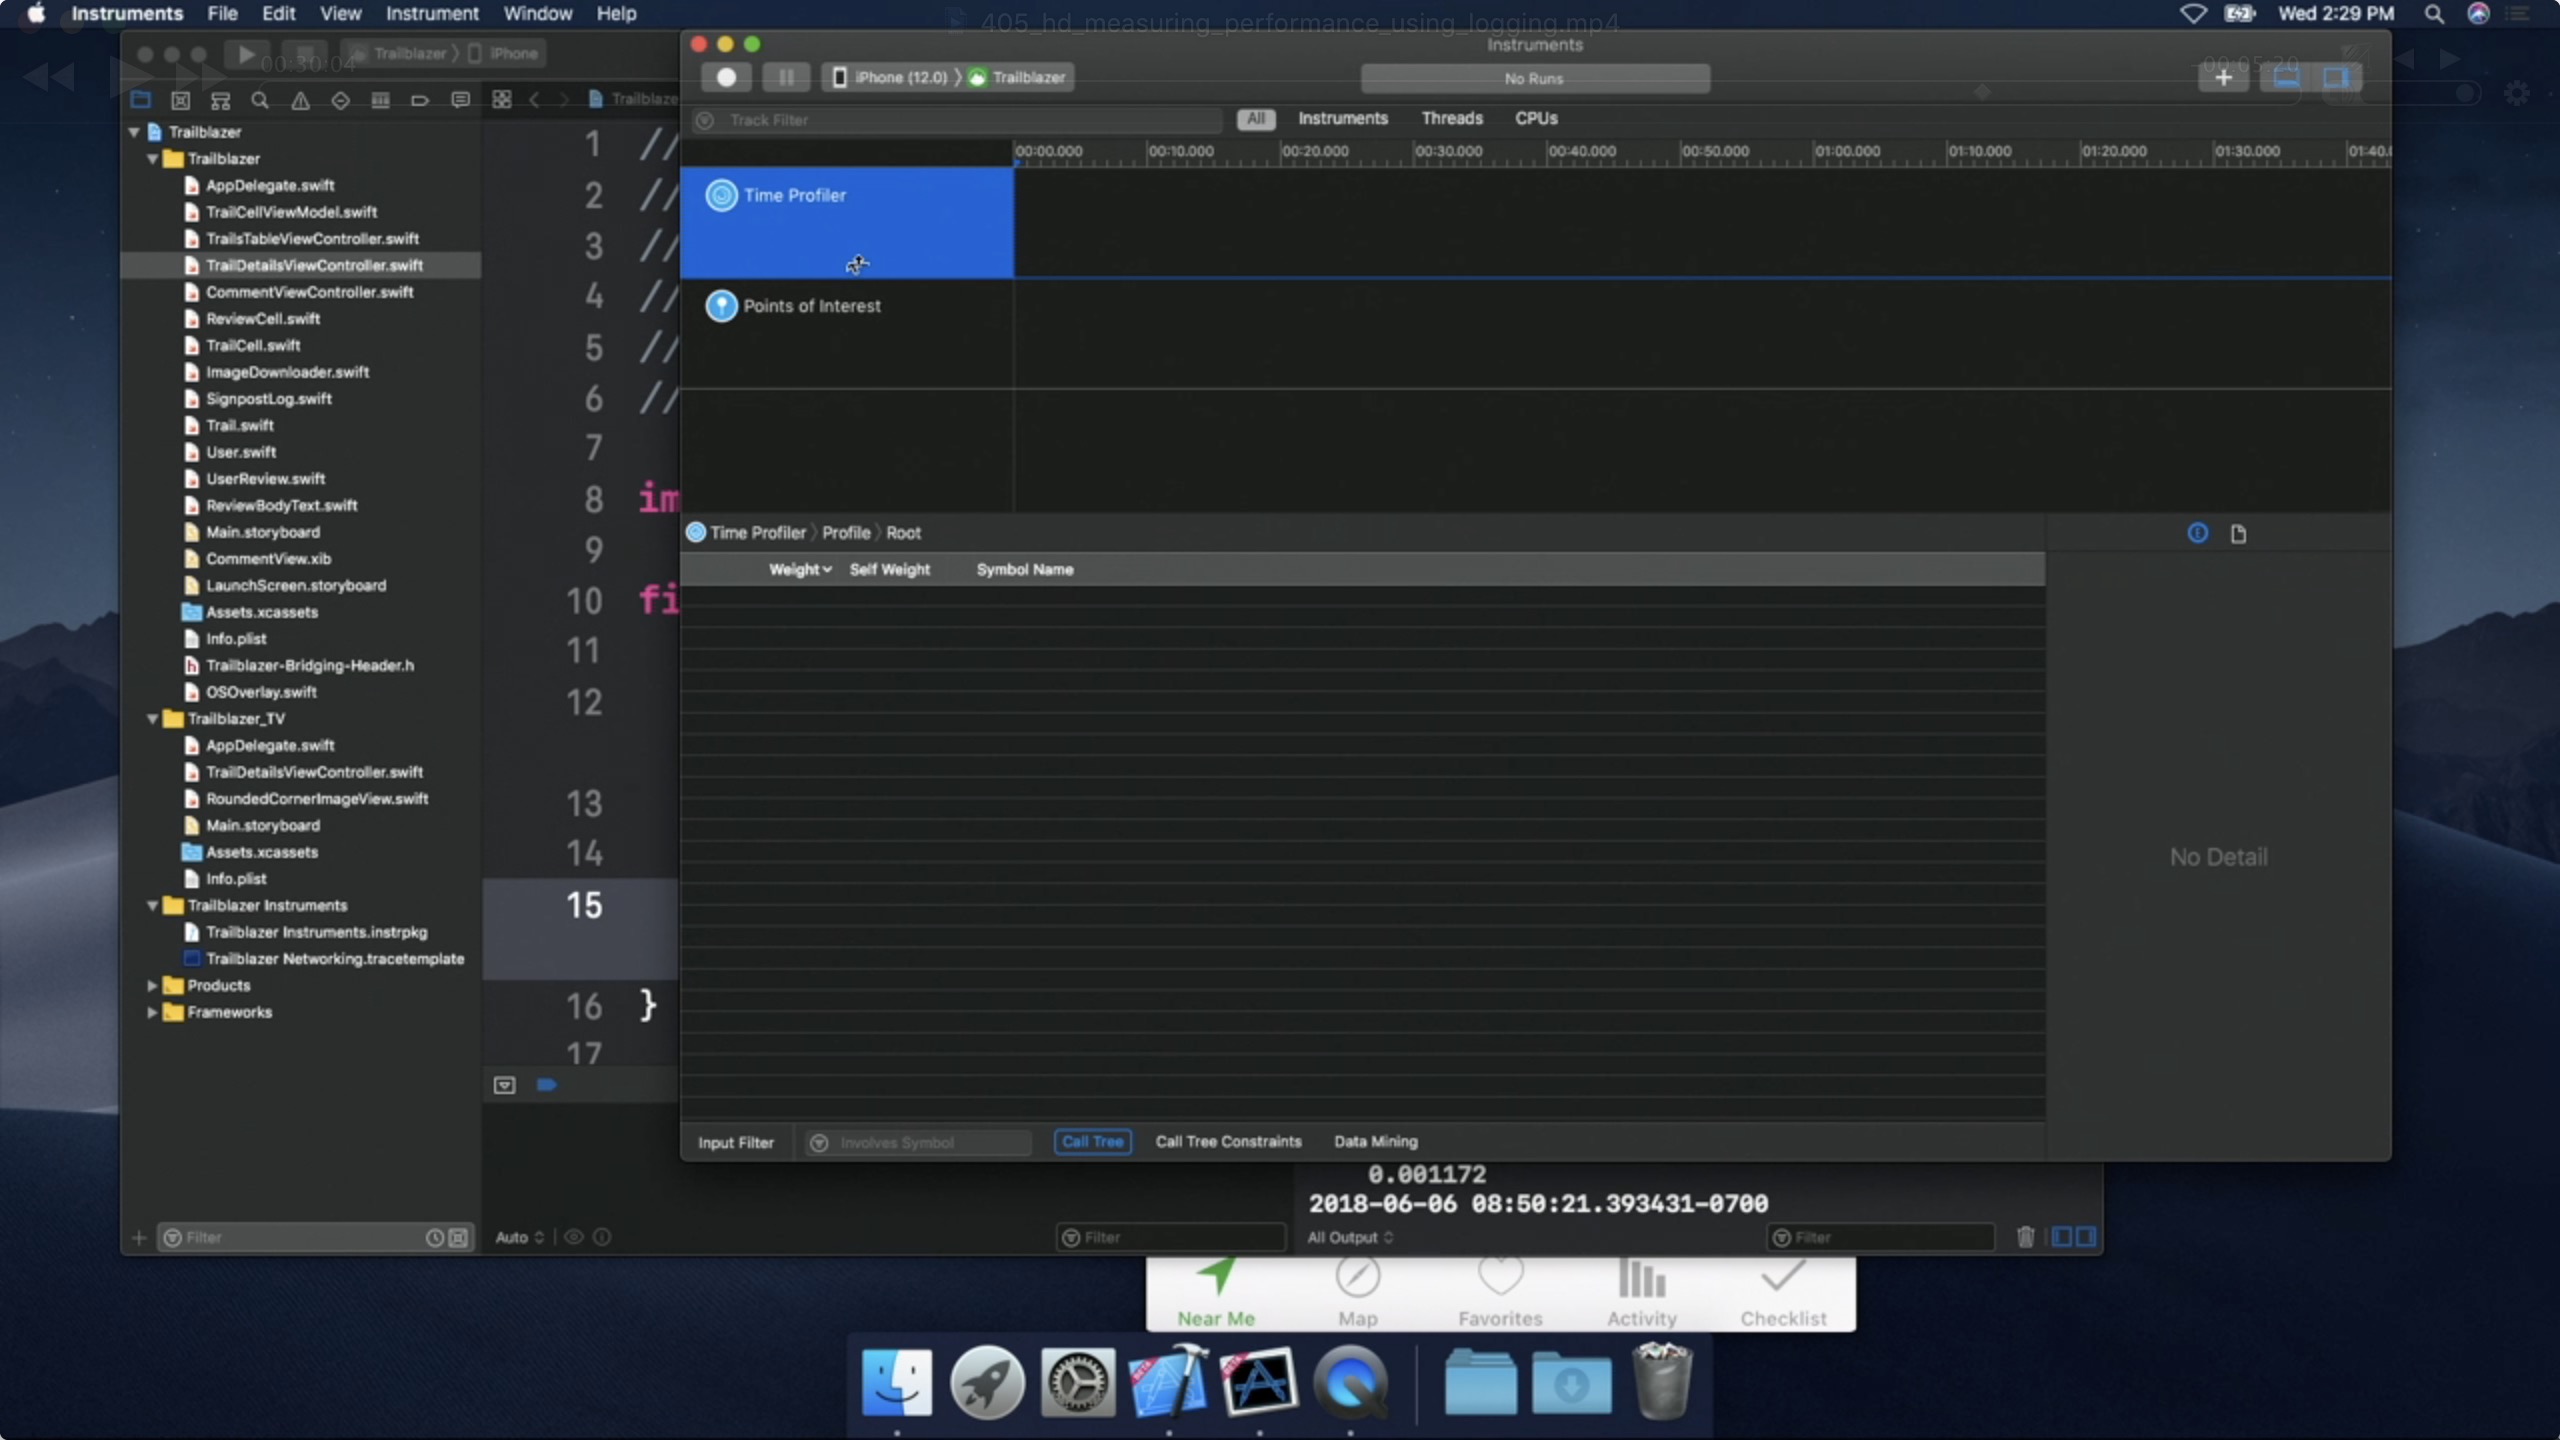 Instruments File Edit View Instrument Window Help
Wed 2:29 PM
405_hd_measuring_performance_using_logging.mp4
00:30:04
-00:05:20
Trailblazer iPhone
Instruments
iPhone (12.0) Trailblazer
No Runs
Trailblaze
Track Filter
All Instruments Threads CPUs
00:00.000 00:10.000 00:20.000 00:30.000 00:40.000 00:50.000 01:00.000 01:10.000 01:20.000 01:30.000 01:40.
Time Profiler
Points of Interest
Time Profiler Profile Root
Weight Self Weight Symbol Name
No Detail
Input Filter Involves Symbol Call Tree Call Tree Constraints Data Mining
Trailblazer
Trailblazer
AppDelegate.swift
TrailCellViewModel.swift
TrailsTableViewController.swift
TrailDetailsViewController.swift
CommentViewController.swift
ReviewCell.swift
TrailCell.swift
ImageDownloader.swift
SignpostLog.swift
Trail.swift
User.swift
UserReview.swift
ReviewBodyText.swift
Main.storyboard
CommentView.xib
LaunchScreen.storyboard
Assets.xcassets
Info.plist
Trailblazer-Bridging-Header.h
OSOverlay.swift
Trailblazer_TV
AppDelegate.swift
TrailDetailsViewController.swift
RoundedCornerImageView.swift
Main.storyboard
Assets.xcassets
Info.plist
Trailblazer Instruments
Trailblazer Instruments.instrpkg
Trailblazer Networking.tracetemplate
Products
Frameworks
1 //
2 //
3 //
4 //
5 //
6 //
7
8 im
9
10 fi
11
12
13
14
15
16 }
17
0.001172
2018-06-06 08:50:21.393431-0700
Filter
Auto
Filter
All Output
Filter
Near Me Map Favorites Activity Checklist